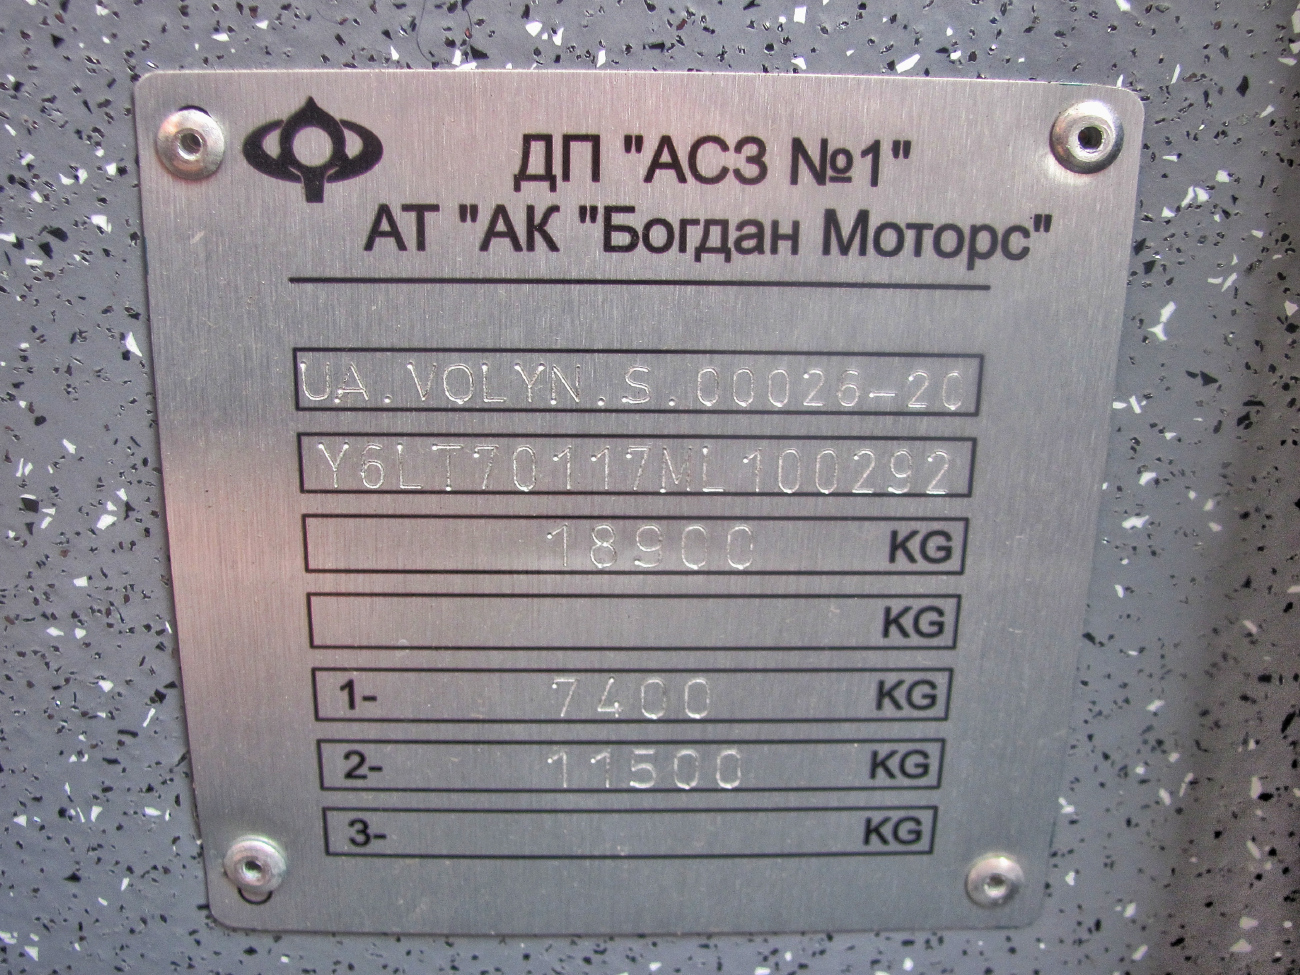 ДП "АСЗ №1"
АТ "АК "Богдан Моторс"
UA.VOLYN.S.00026-20
Y6LT70117ML100292
18900 KG
KG
1- 7400 KG
2- 11500 KG
3- KG